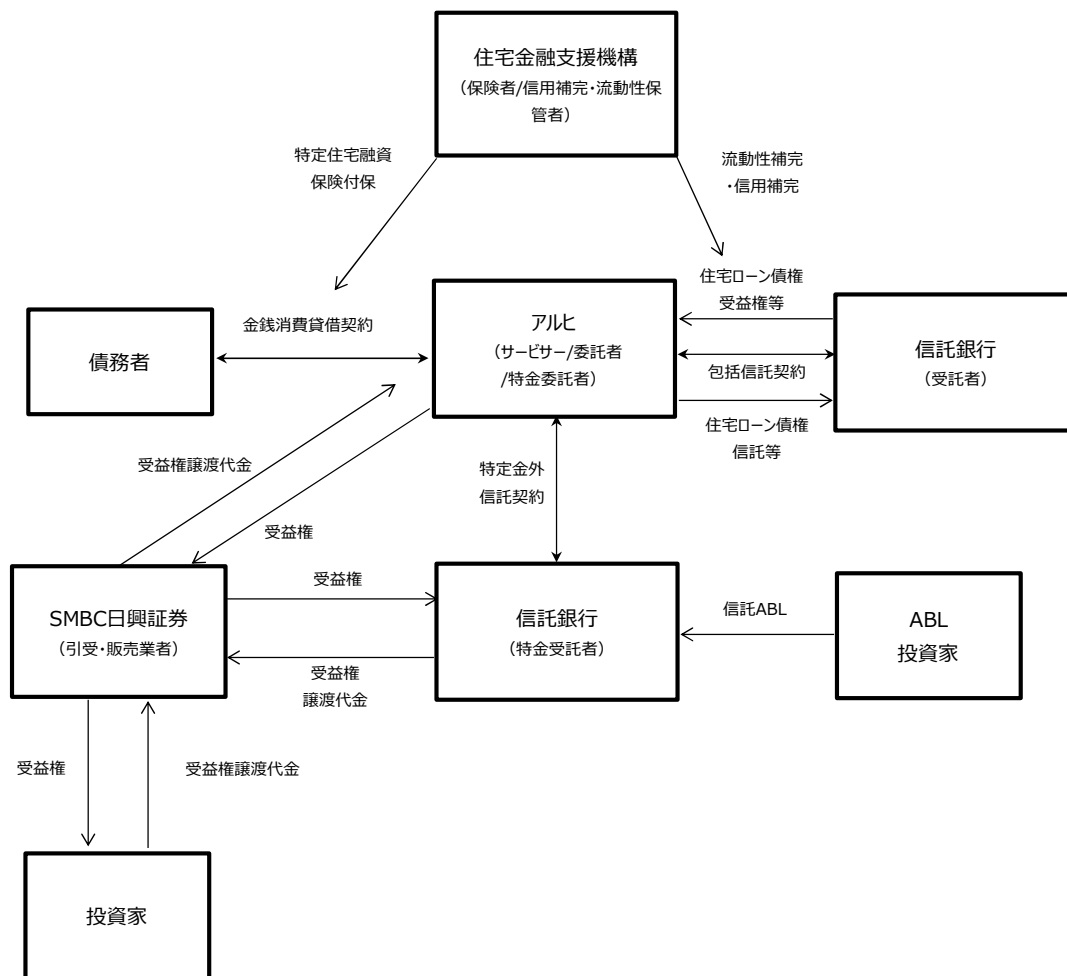 住宅金融支援機構
（保険者/信用補完・流動性保
管者）
特定住宅融資
保険付保
流動性補完
・信用補完
債務者
金銭消費貸借契約
アルヒ
（サービサー/委託者
/特金委託者）
住宅ローン債権
受益権等
包括信託契約
住宅ローン債権
信託等
信託銀行
（受託者）
受益権譲渡代金
受益権
特定金外
信託契約
SMBC日興証券
（引受・販売業者）
受益権
受益権
譲渡代金
信託銀行
（特金受託者）
信託ABL
ABL
投資家
受益権
受益権譲渡代金
投資家